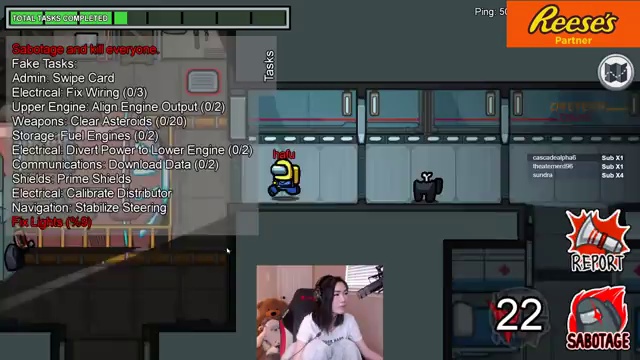 TOTAL TASKS COMPLETED
Ping: 50
Reese's
Partner
Sabotage and kill everyone.
Fake Tasks:
Admin: Swipe Card
Electrical: Fix Wiring (0/3)
Upper Engine: Align Engine Output (0/2)
Weapons: Clear Asteroids (0/20)
Storage: Fuel Engines (0/2)
Electrical: Divert Power to Lower Engine (0/2)
Communications: Download Data (0/2)
Shields: Prime Shields
Electrical: Calibrate Distributor
Navigation: Stabilize Steering
Fix Lights (%0)
Tasks
hafu
cascadealpha6 Sub X1
theatemerd96 Sub X1
sundra Sub X4
REPORT
22
SABOTAGE